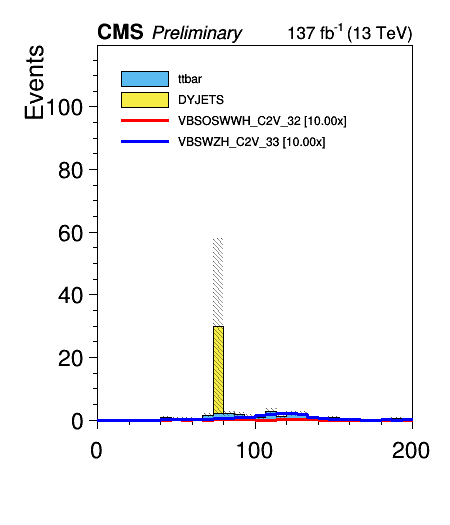 CMS Preliminary 137 fb⁻¹ (13 TeV)
Events
ttbar
DYJETS
VBSOSWWH_C2V_32 [10.00x]
VBSWZH_C2V_33 [10.00x]
100
80
60
40
20
0
0 100 200